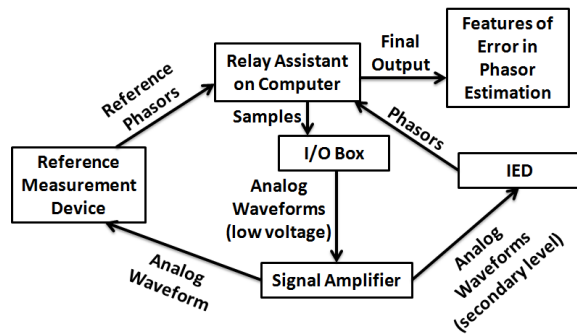 Features of
Error in
Phasor
Estimation
Final
Output
Relay Assistant
on Computer
Reference
Phasors
Samples
Phasors
I/O Box
Reference
Measurement
Device
IED
Analog
Waveforms
(low voltage)
Analog
Waveform
Signal Amplifier
Analog
Waveforms
(secondary level)